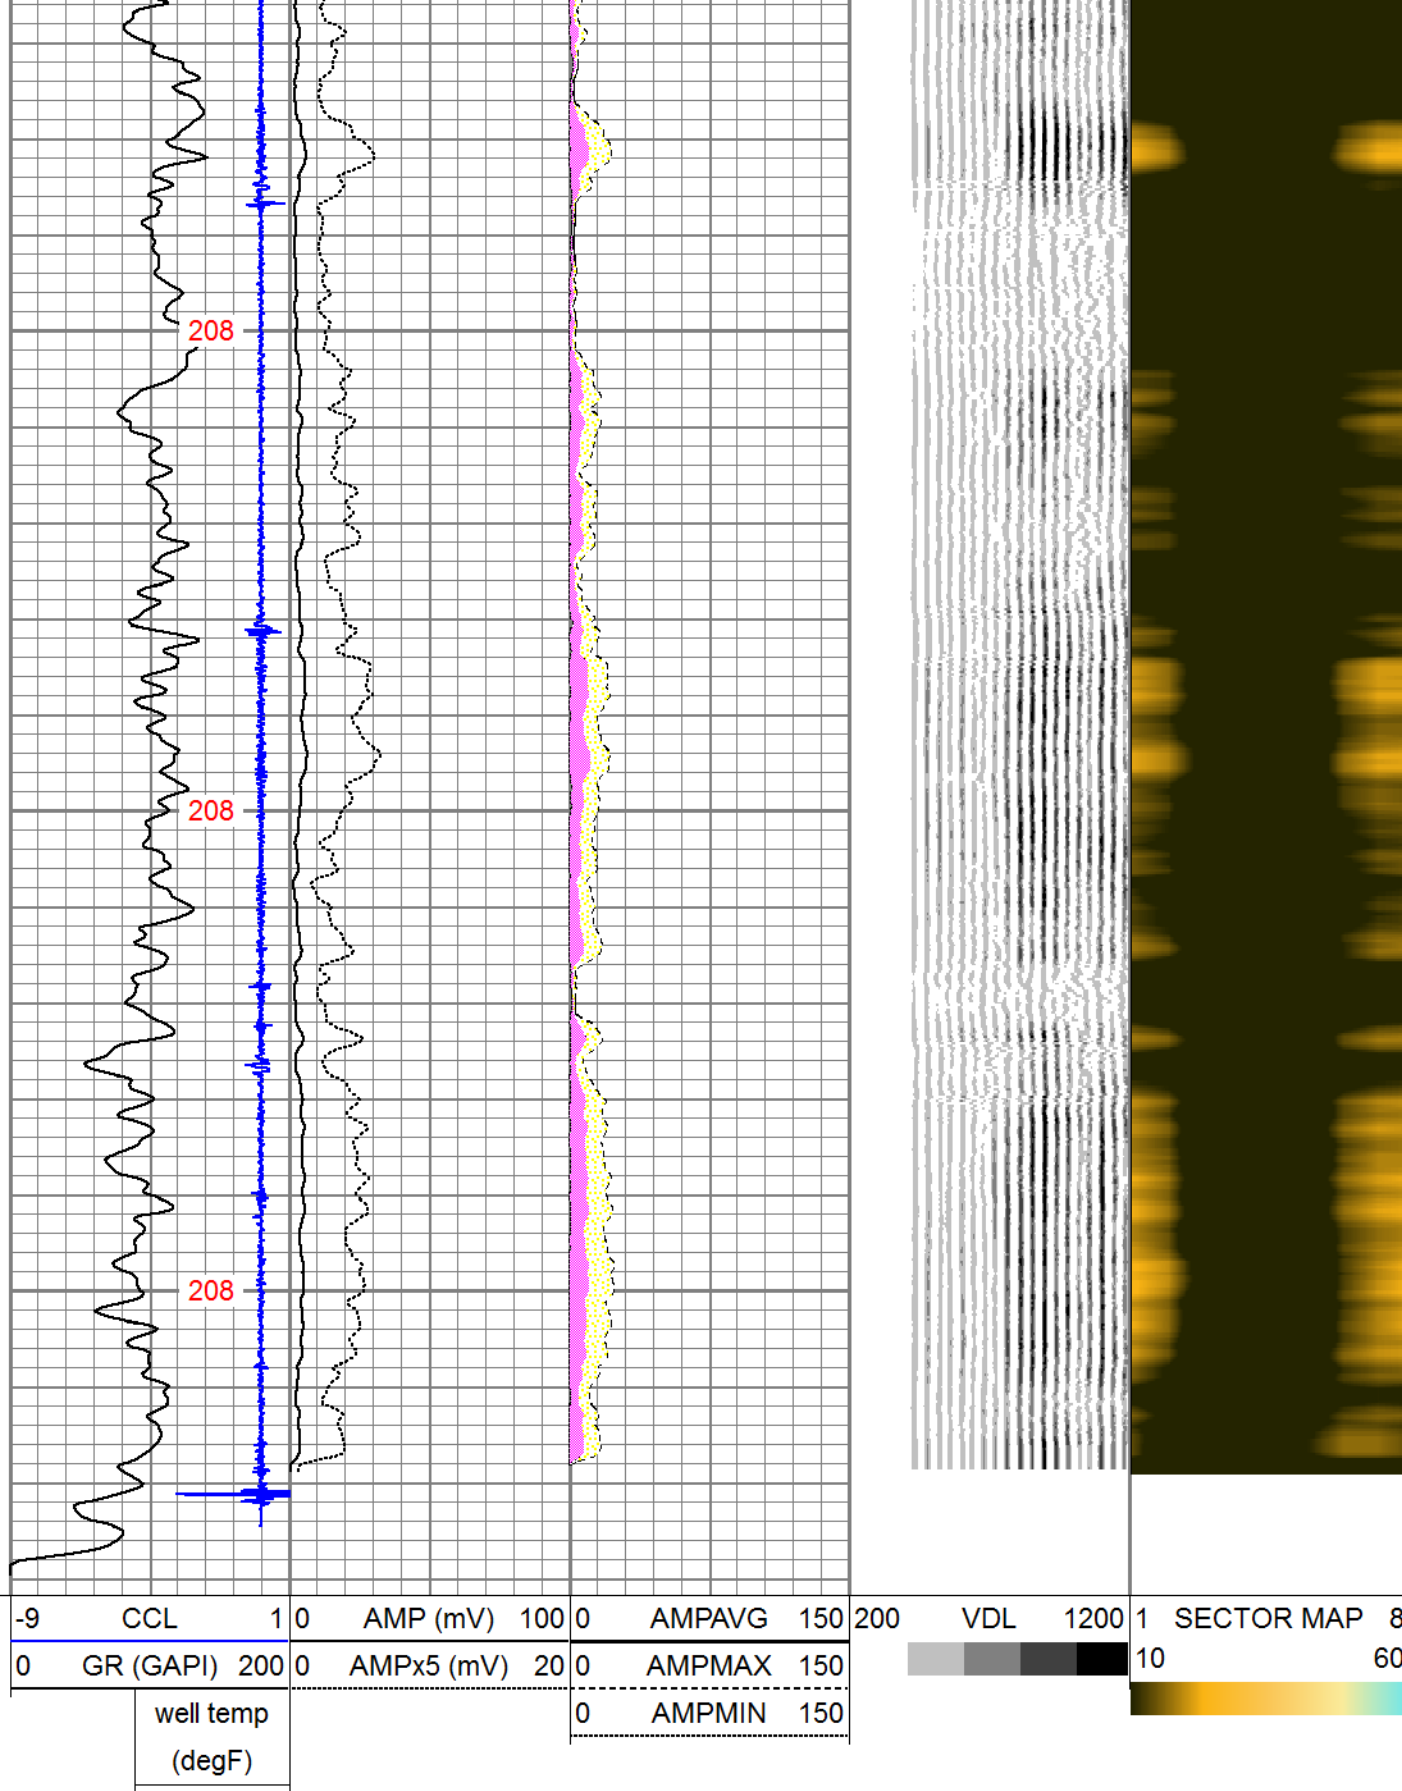 208
208
208
-9 CCL 1 0 AMP (mV) 100 0 AMPAVG 150 200 VDL 1200 1 SECTOR MAP 8
0 GR (GAPI) 200 0 AMPx5 (mV) 20 0 AMPMAX 150 10 60
well temp 0 AMPMIN 150
(degF)